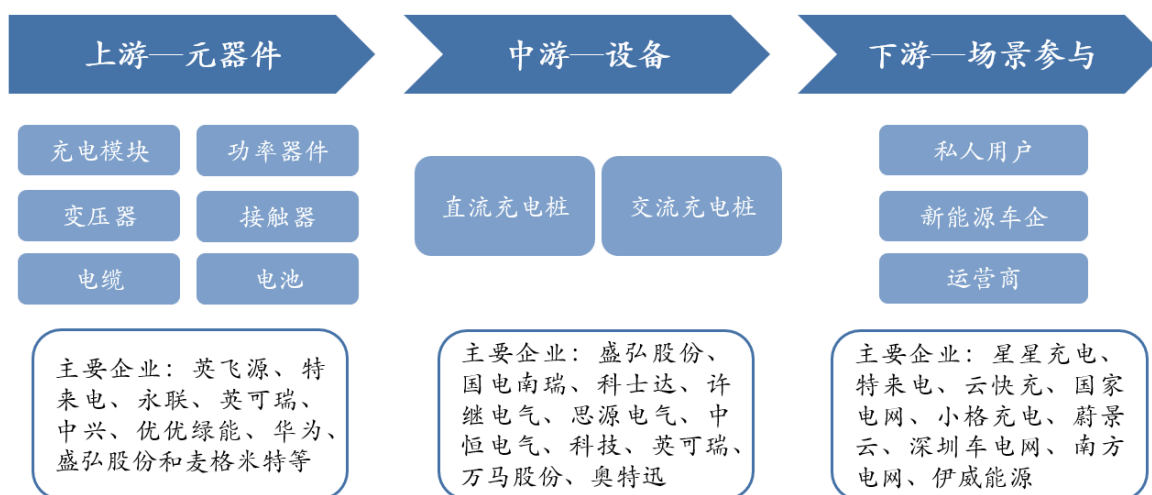 上游—元器件
中游—设备
下游—场景参与
充电模块
功率器件
变压器
接触器
电缆
电池
直流充电桩
交流充电桩
私人用户
新能源车企
运营商
主要企业：英飞源、特
来电、永联、英可瑞、
中兴、优优绿能、华为、
盛弘股份和麦格米特等
主要企业：盛弘股份、
国电南瑞、科士达、许
继电气、思源电气、中
恒电气、科技、英可瑞、
万马股份、奥特迅
主要企业：星星充电、
特来电、云快充、国家
电网、小格充电、蔚景
云、深圳车电网、南方
电网、伊威能源